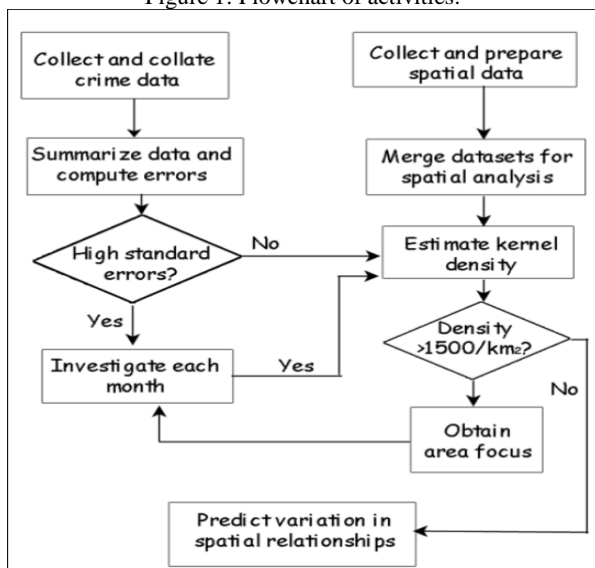 Figure 1: Flowchart of activities.
Collect and collate
crime data
Collect and prepare
spatial data
Summarize data and
compute errors
Merge datasets for
spatial analysis
High standard
errors?
No
Estimate kernel
density
Yes
Investigate each
month
Yes
Density
>1500/km2?
No
Obtain
area focus
Predict variation in
spatial relationships